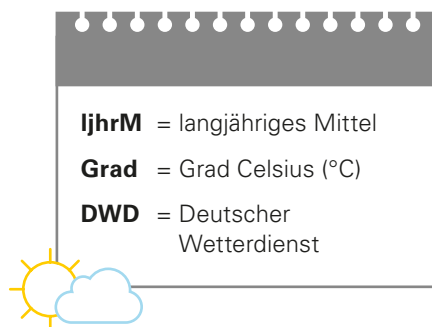 ljhrM = langjähriges Mittel
Grad = Grad Celsius (°C)
DWD = Deutscher
Wetterdienst